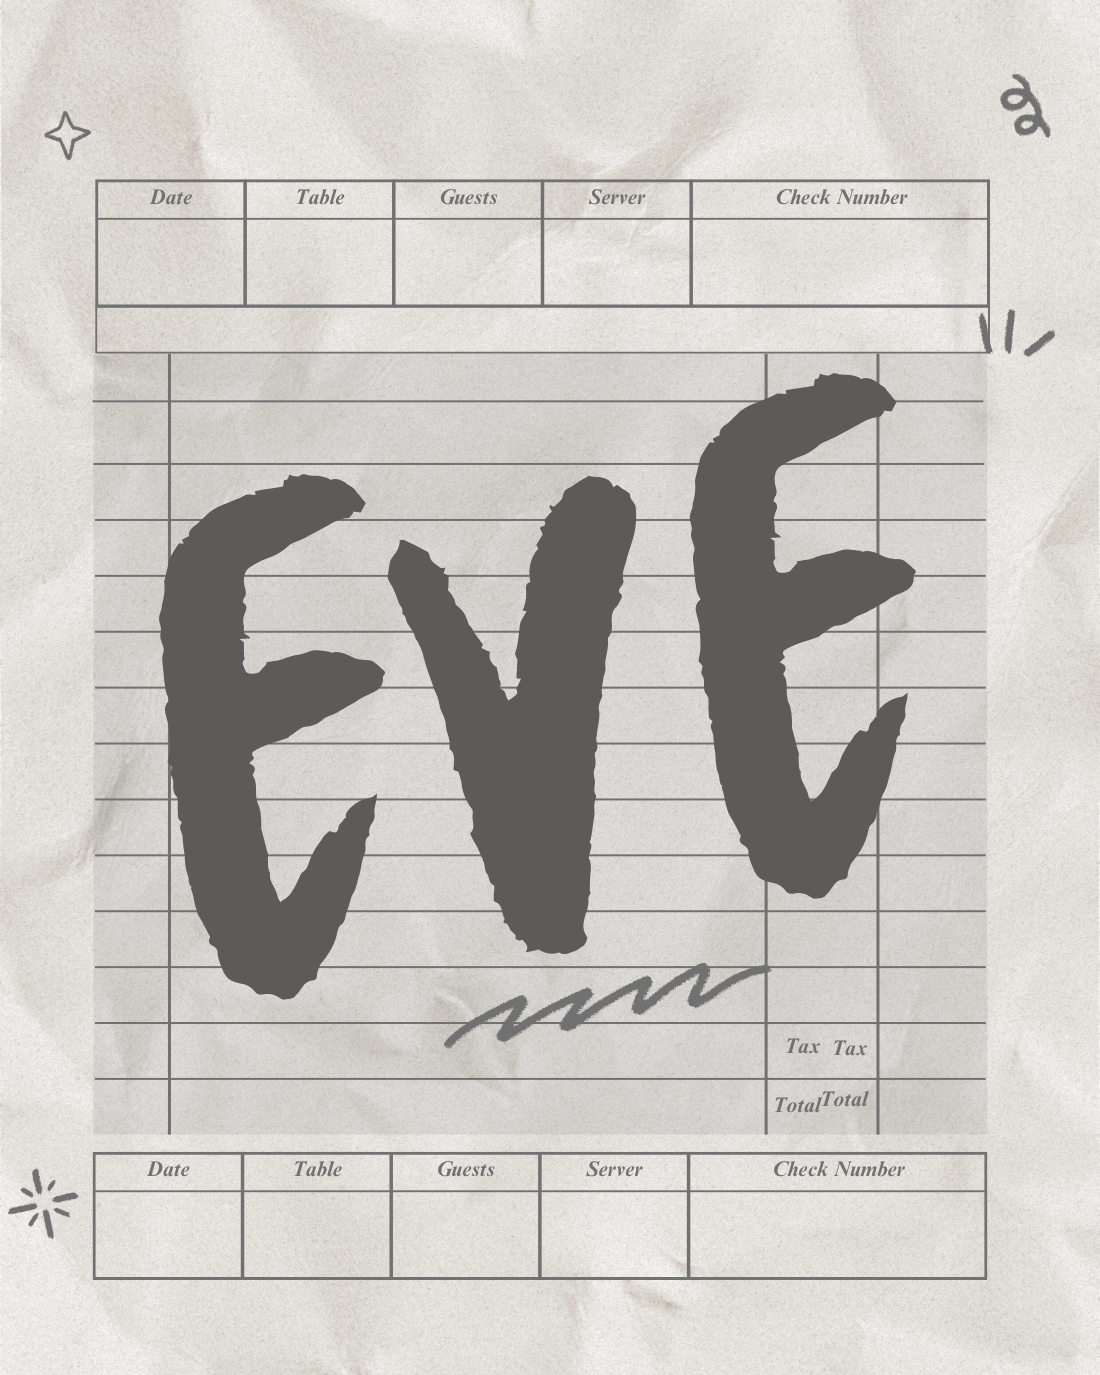 Date Table Guests Server Check Number
EVE
Tax Tax
Total Total
Date Table Guests Server Check Number